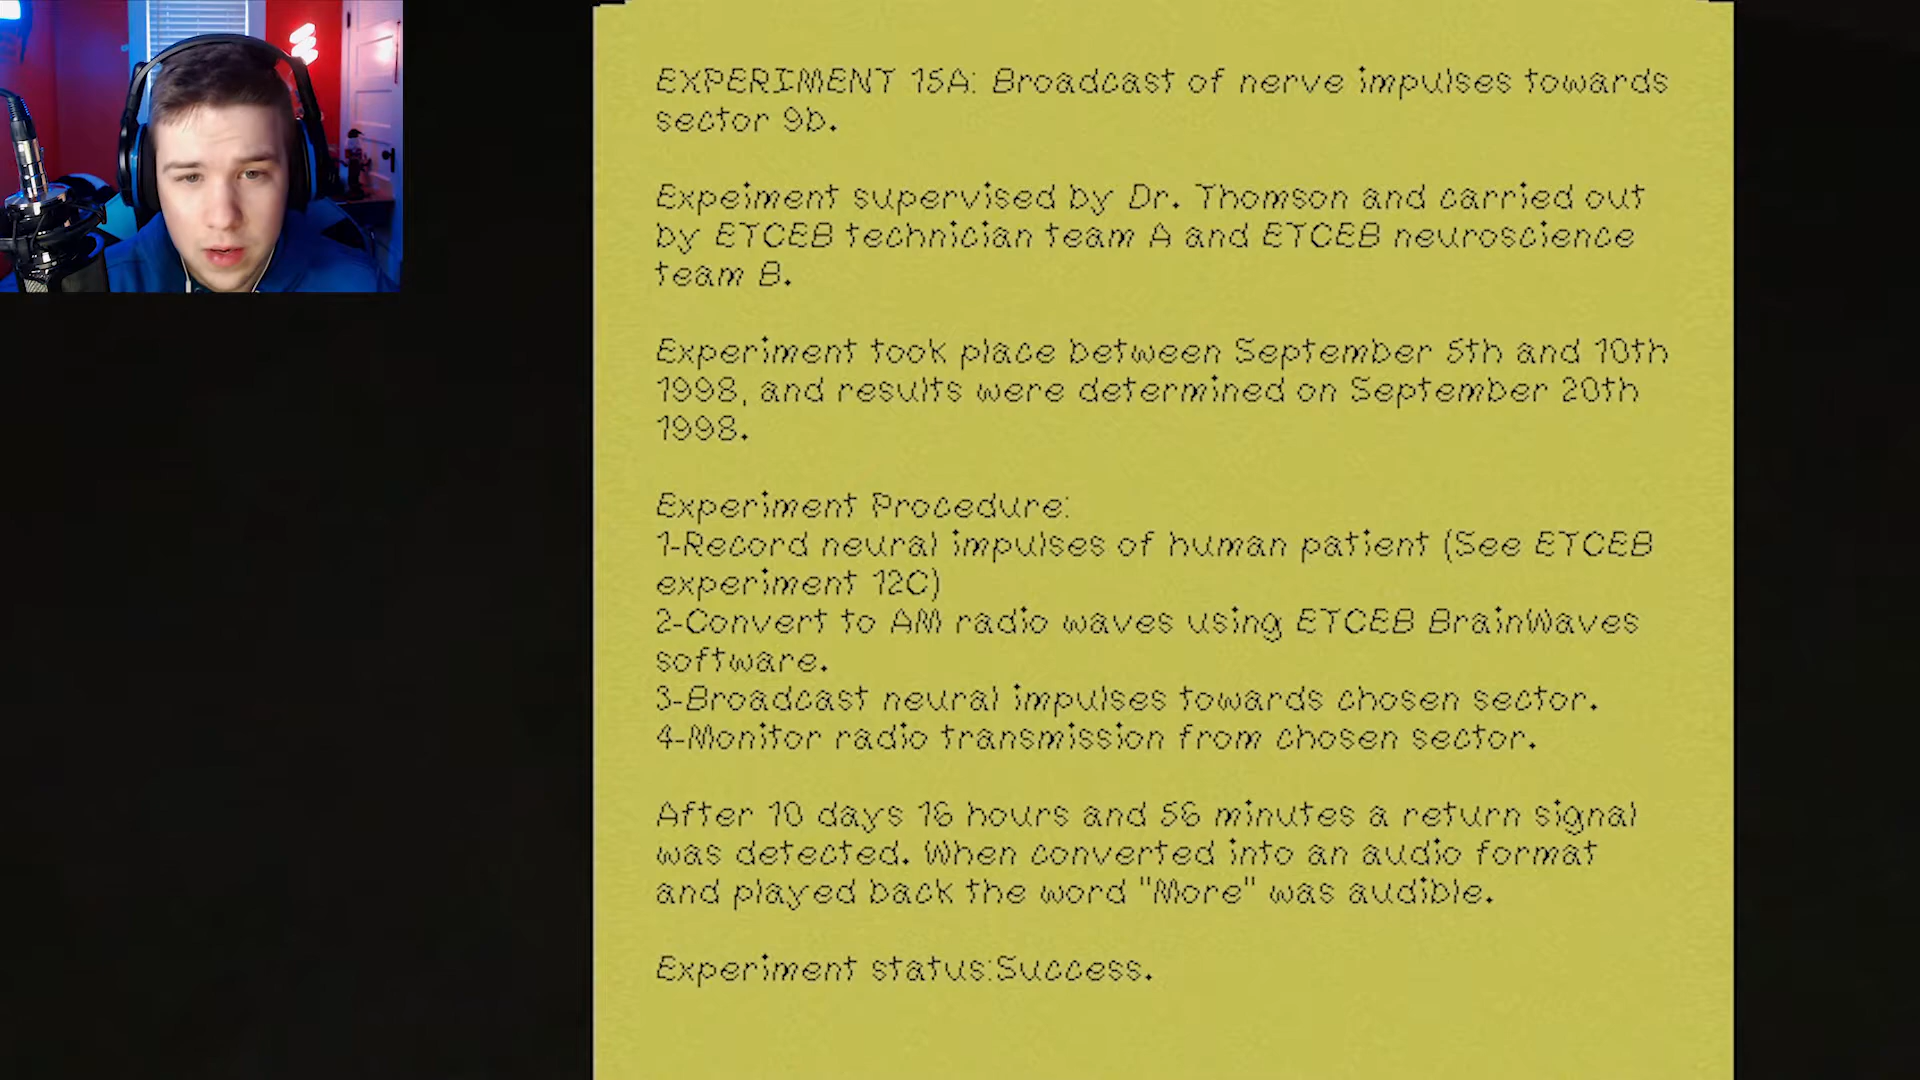 EXPERIMENT 15A: Broadcast of nerve impulses towards
sector 9b.
Expeiment supervised by Dr. Thomson and carried out
by ETCEB technician team A and ETCEB neuroscience
team B.
Experiment took place between September 5th and 10th
1998, and results were determined on September 20th
1998.
Experiment Procedure:
1-Record neural impulses of human patient (See ETCEB
experiment 12C)
2-Convert to AM radio waves using ETCEB BrainWaves
software.
3-Broadcast neural impulses towards chosen sector.
4-Monitor radio transmission from chosen sector.
After 10 days 16 hours and 56 minutes a return signal
was detected. When converted into an audio format
and played back the word "More" was audible.
Experiment status:Success.